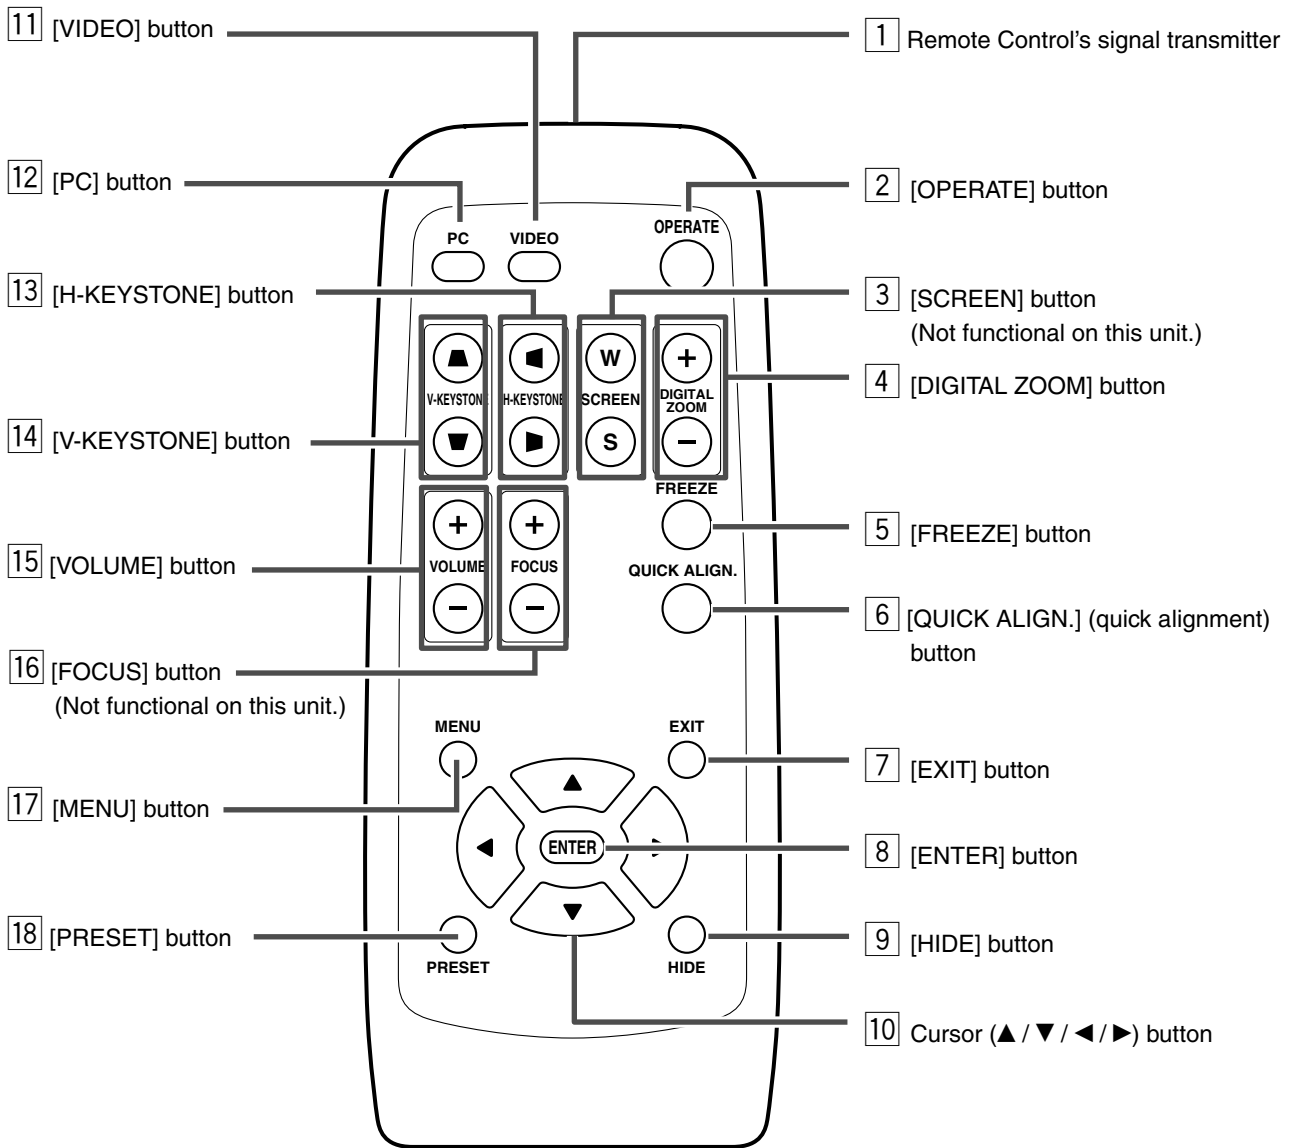 11 [VIDEO] button
12 [PC] button
13 [H-KEYSTONE] button
14 [V-KEYSTONE] button
15 [VOLUME] button
16 [FOCUS] button
(Not functional on this unit.)
17 [MENU] button
18 [PRESET] button
PC
VIDEO
OPERATE
V-KEYSTONE
H-KEYSTONE
W
SCREEN
S
+
DIGITAL
ZOOM
−
FREEZE
+
VOLUME
−
+
FOCUS
−
QUICK ALIGN.
MENU
EXIT
▲
◀
ENTER
▶
▼
PRESET
HIDE
1 Remote Control’s signal transmitter
2 [OPERATE] button
3 [SCREEN] button
(Not functional on this unit.)
4 [DIGITAL ZOOM] button
5 [FREEZE] button
6 [QUICK ALIGN.] (quick alignment)
button
7 [EXIT] button
8 [ENTER] button
9 [HIDE] button
10 Cursor (▲ / ▼ / ◀ / ▶) button